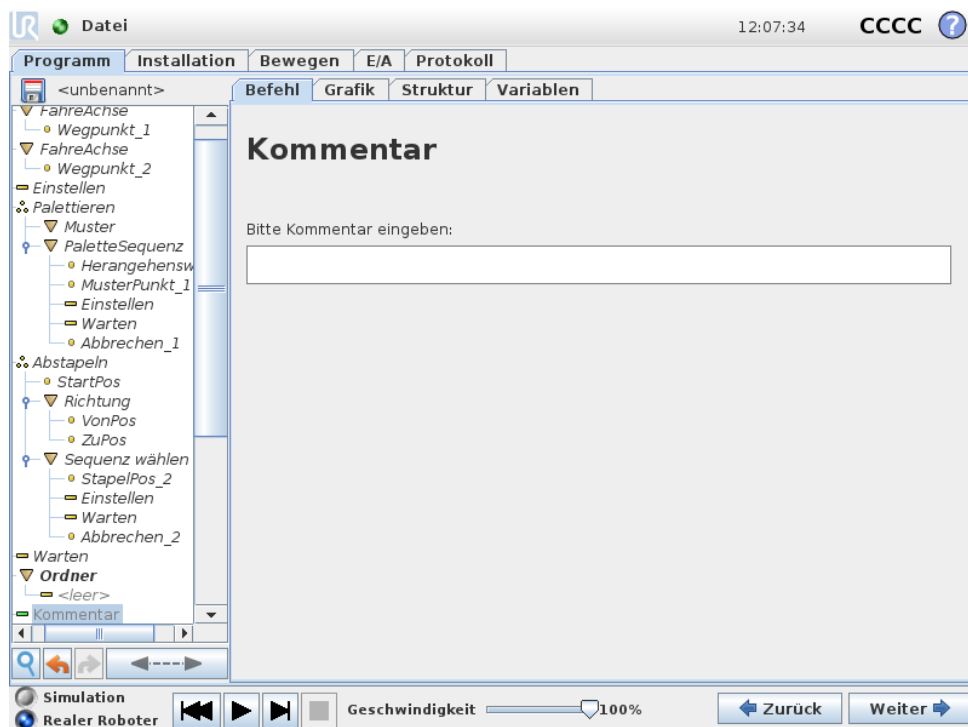 UR Datei 12:07:34 CCCC ?
Programm Installation Bewegen E/A Protokoll
<unbenannt> Befehl Grafik Struktur Variablen
FahreAchse
Wegpunkt_1
FahreAchse
Wegpunkt_2
Einstellen
Palettieren
Muster
PaletteSequenz
Herangehensw
MusterPunkt_1
Einstellen
Warten
Abbrechen_1
Abstapeln
StartPos
Richtung
VonPos
ZuPos
Sequenz wählen
StapelPos_2
Einstellen
Warten
Abbrechen_2
Warten
Ordner
<leer>
Kommentar
Kommentar
Bitte Kommentar eingeben:
Simulation
Realer Roboter
Geschwindigkeit 100% Zurück Weiter